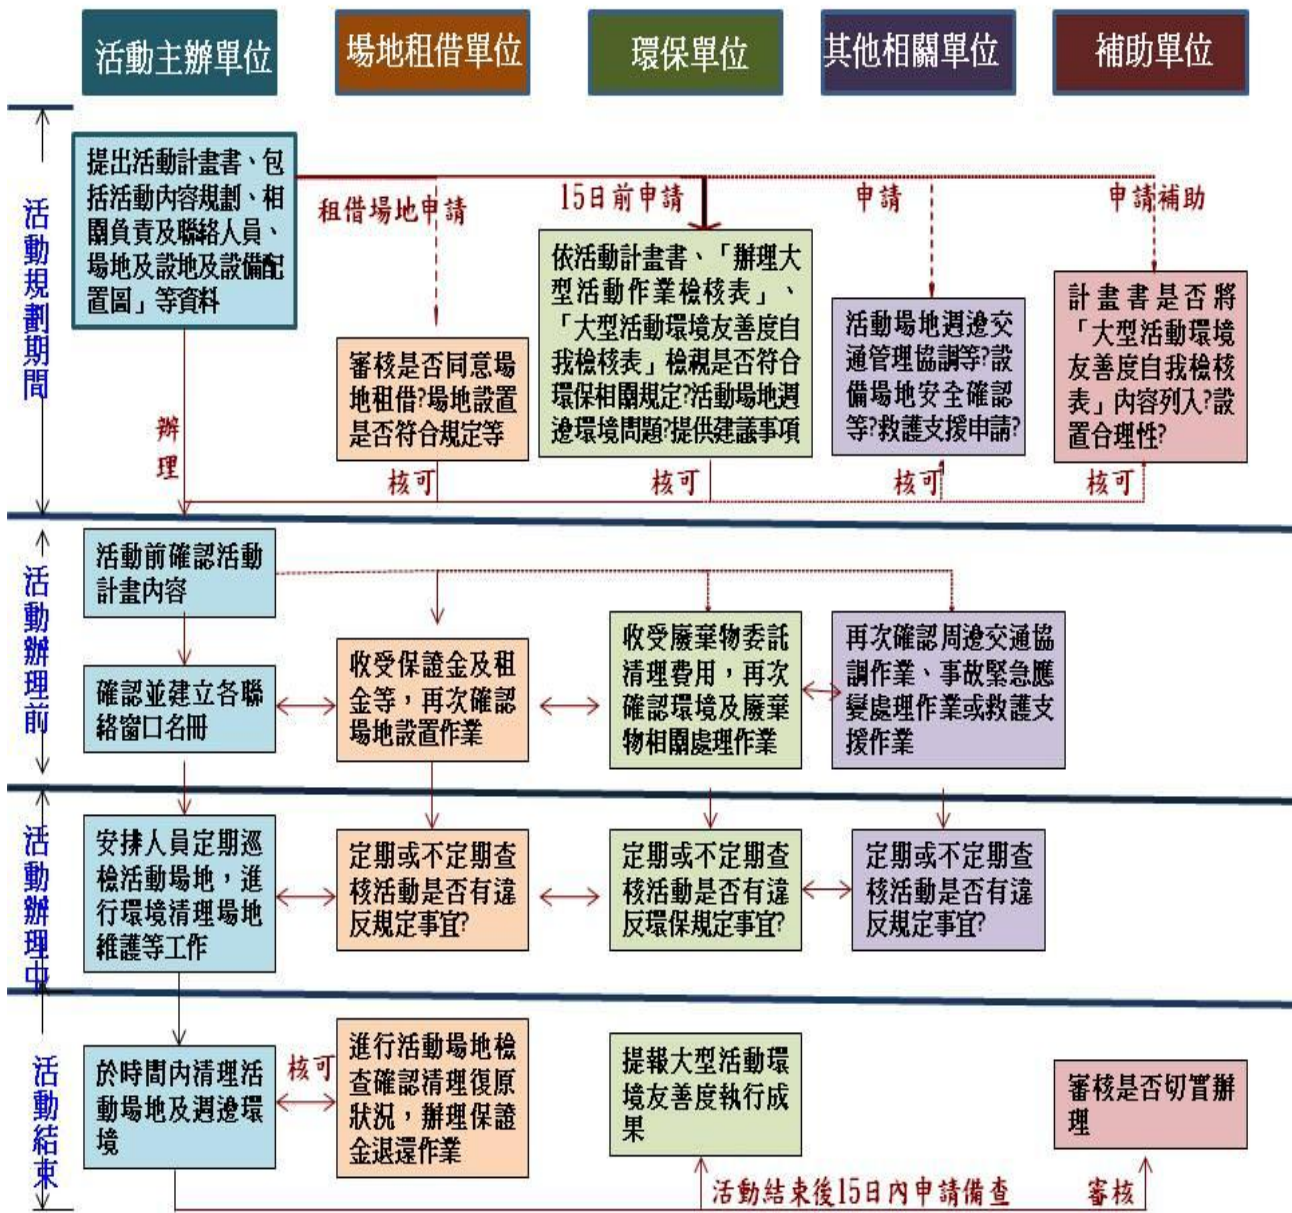 活動主辦單位
場地租借單位
環保單位
其他相關單位
補助單位
活動規劃期間
提出活動計畫書、包
括活動內容規劃、相
關負責及聯絡人員、
場地及設地及設備配
置圖」等資料
租借場地申請
15日前申請
申請
申請補助
審核是否同意場
地租借?場地設置
是否符合規定等
依活動計畫書、「辦理大
型活動作業檢核表」、
「大型活動環境友善度自
我檢核表」檢視是否符合
環保相關規定?活動場地週
邊環境問題?提供建議事項
活動場地週邊交
通管理協調等?設
備場地安全確認
等?救護支援申請?
計畫書是否將
「大型活動環境
友善度自我檢核
表」內容列入?設
置合理性?
辦理
核可
核可
核可
核可
活動辦理前
活動前確認活動
計畫內容
確認並建立各聯
絡窗口名冊
收受保證金及租
金等，再次確認
場地設置作業
收受廢棄物委託
清理費用，再次
確認環境及廢棄
物相關處理作業
再次確認周邊交通協
調作業、事故緊急應
變處理作業或救護支
援作業
活動辦理中
安排人員定期巡
檢活動場地，進
行環境清理場地
維護等工作
定期或不定期查
核活動是否有違
反規定事宜?
定期或不定期查
核活動是否有違
反環保規定事宜?
定期或不定期查
核活動是否有違
反規定事宜?
活動結束
於時間內清理活
動場地及週邊環
境
核可
進行活動場地檢
查確認清理復原
狀況，辦理保證
金退還作業
提報大型活動環
境友善度執行成
果
審核是否切實辦
理
活動結束後15日內申請備查
審核